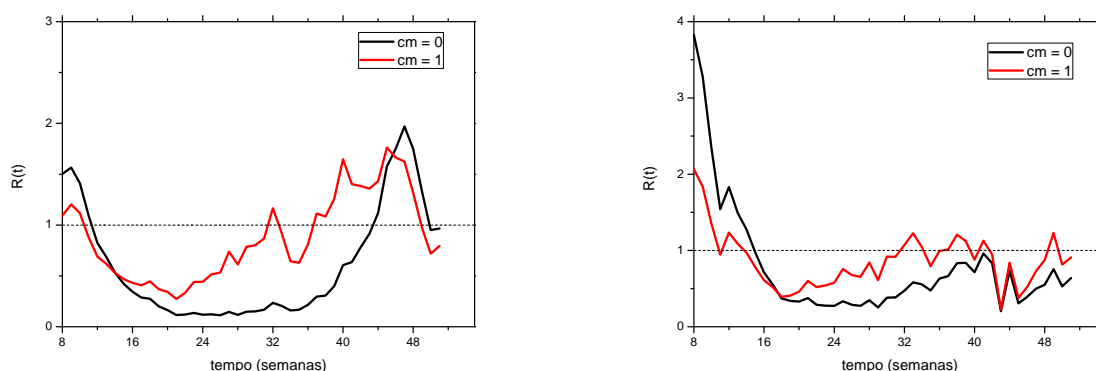 3
2
1
0
R(t)
8
16
24
32
40
48
tempo (semanas)
cm = 0
cm = 1
4
3
2
1
0
R(t)
8
16
24
32
40
48
tempo (semanas)
cm = 0
cm = 1